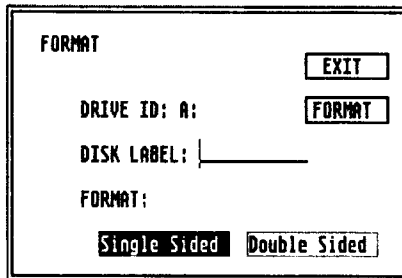 FORMAT
EXIT
DRIVE ID: A:
FORMAT
DISK LABEL:
FORMAT:
Single Sided
Double Sided